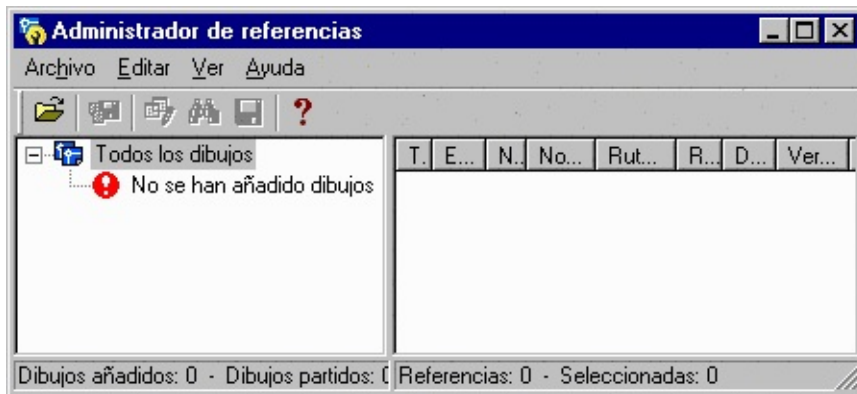 Administrador de referencias
Archivo Editar Ver Ayuda
Todos los dibujos
No se han añadido dibujos
T. E... N.. No... Rut... R... D... Ver...
Dibujos añadidos: 0 - Dibujos partidos: 0
Referencias: 0 - Seleccionadas: 0